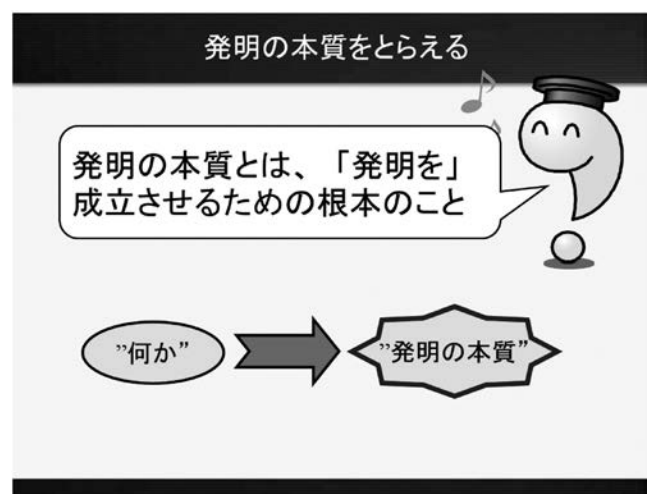 発明の本質をとらえる
発明の本質とは、「発明を」
成立させるための根本のこと
”何か”
”発明の本質”